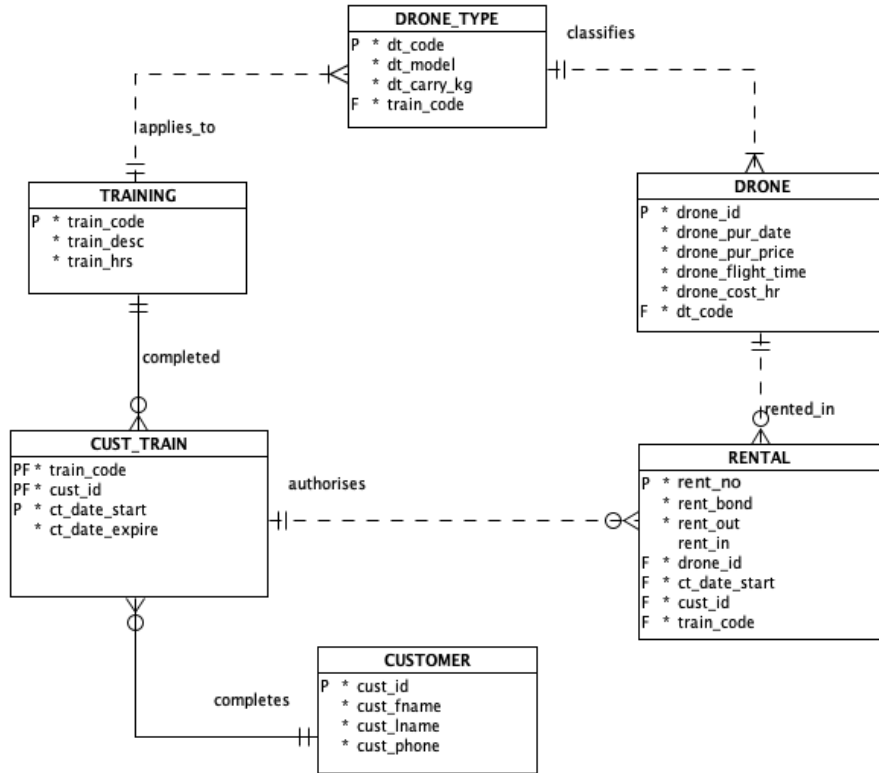 DRONE_TYPE
P * dt_code
* dt_model
* dt_carry_kg
F * train_code
classifies
applies_to
TRAINING
P * train_code
* train_desc
* train_hrs
DRONE
P * drone_id
* drone_pur_date
* drone_pur_price
* drone_flight_time
* drone_cost_hr
F * dt_code
completed
rented_in
CUST_TRAIN
PF * train_code
PF * cust_id
P * ct_date_start
* ct_date_expire
authorises
RENTAL
P * rent_no
* rent_bond
* rent_out
rent_in
F * drone_id
F * ct_date_start
F * cust_id
F * train_code
completes
CUSTOMER
P * cust_id
* cust_fname
* cust_lname
* cust_phone